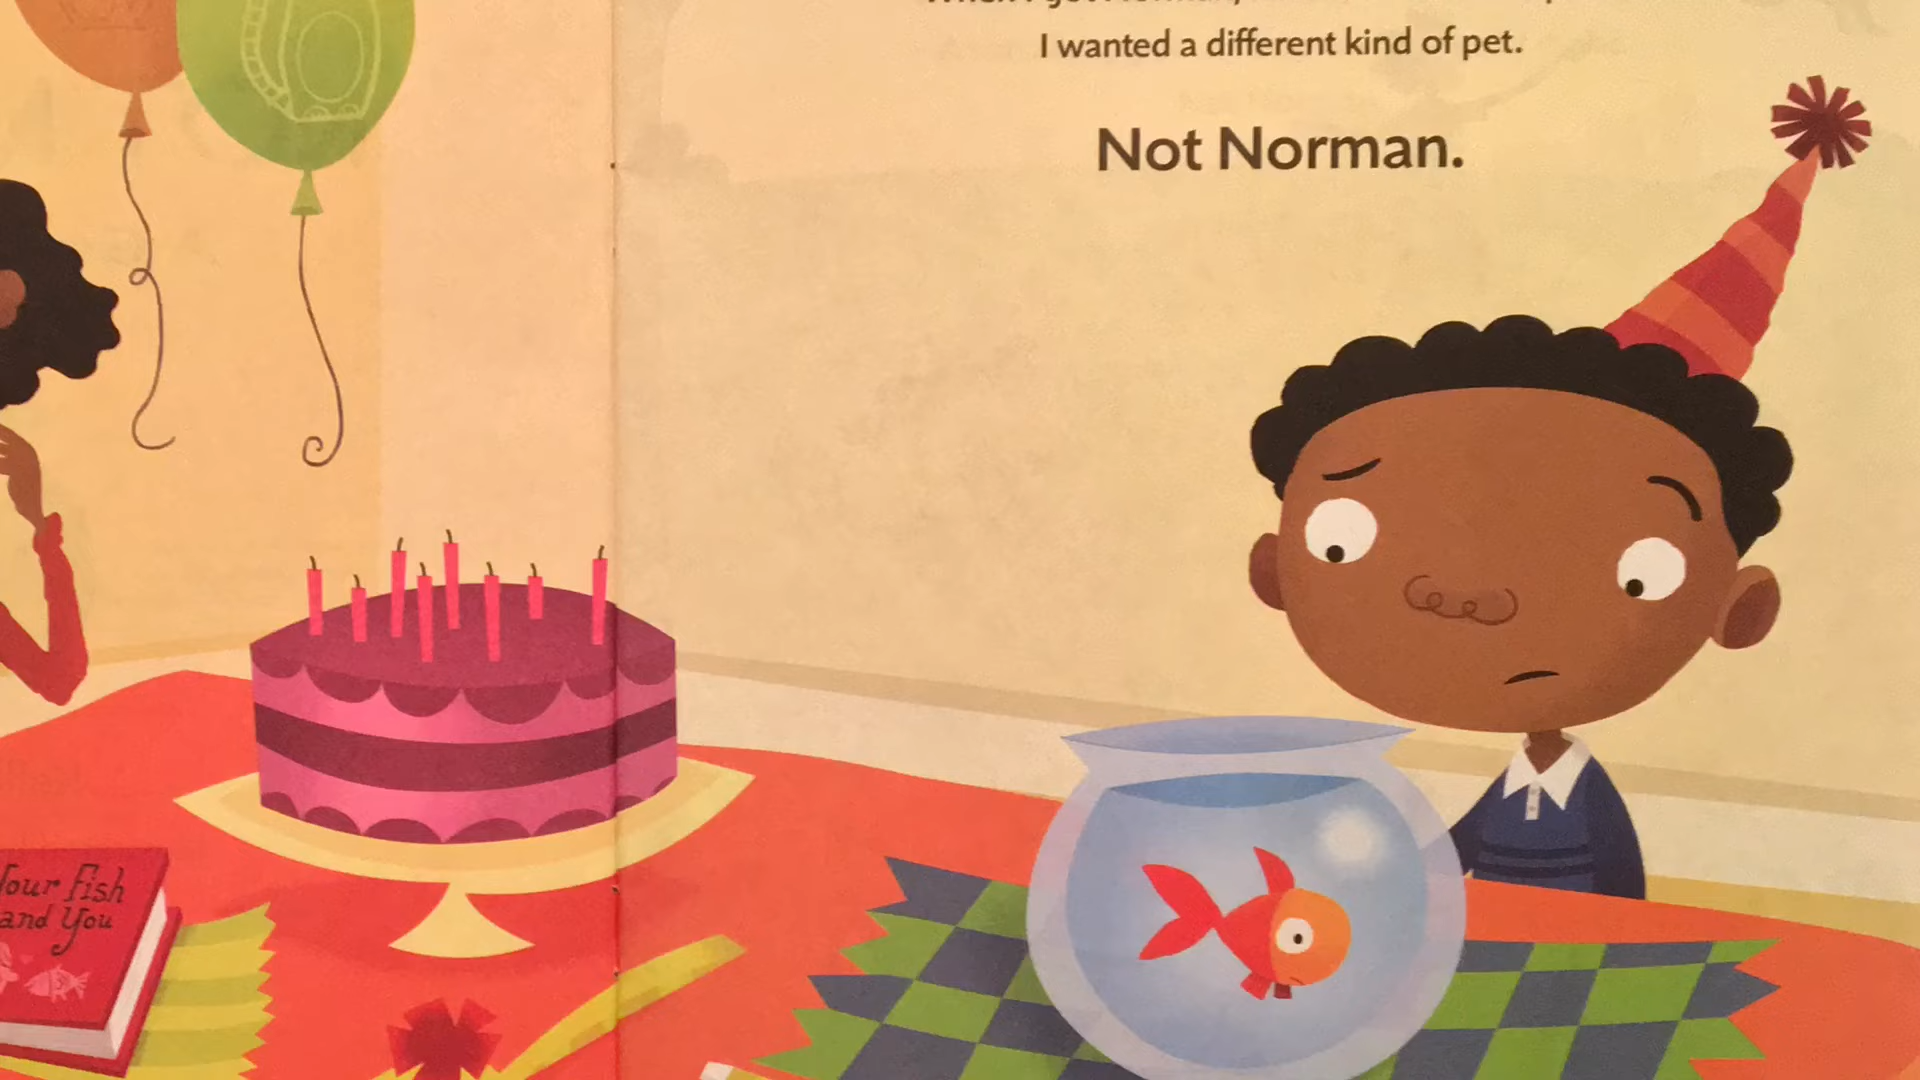 I wanted a different kind of pet.
Not Norman.
Your Fish
and You